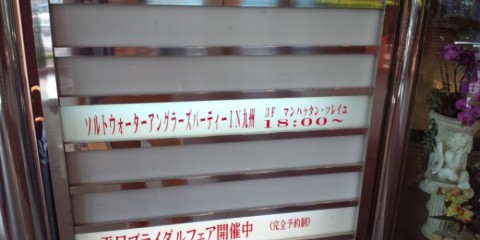 ソルトウォーターアングラーズパーティーIN九州 3F マンハッタン・ソレイユ
18:00～
ブライダルフェア開催中 (完全予約制)